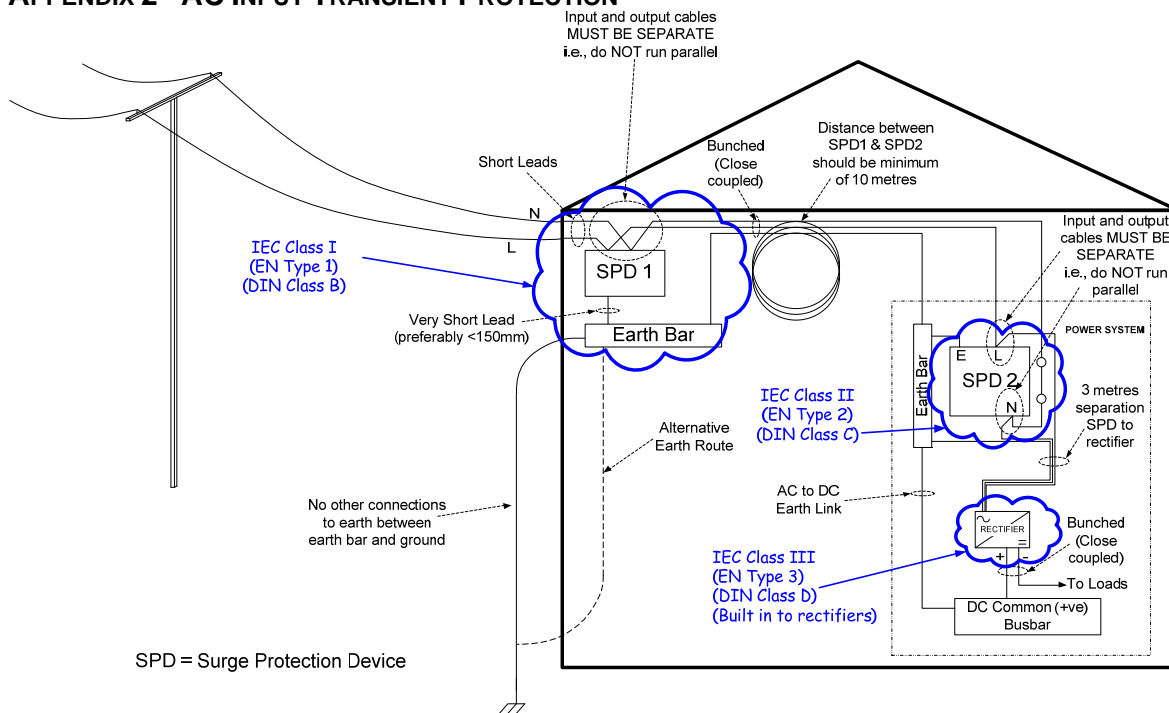 APPENDIX 2 - AC INPUT TRANSIENT PROTECTION
Input and output cables
MUST BE SEPARATE
i.e., do NOT run parallel
Short Leads
Bunched
(Close
coupled)
Distance between
SPD1 & SPD2
should be minimum
of 10 metres
N
L
IEC Class I
(EN Type 1)
(DIN Class B)
SPD 1
Very Short Lead
(preferably <150mm)
Earth Bar
Input and output
cables MUST BE
SEPARATE
i.e., do NOT run
parallel
POWER SYSTEM
Earth Bar
E
L
SPD 2
N
IEC Class II
(EN Type 2)
(DIN Class C)
3 metres
separation
SPD to
rectifier
Alternative
Earth Route
No other connections
to earth between
earth bar and ground
AC to DC
Earth Link
RECTIFIER
+
-
Bunched
(Close
coupled)
To Loads
IEC Class III
(EN Type 3)
(DIN Class D)
(Built in to rectifiers)
DC Common (+ve)
Busbar
SPD = Surge Protection Device